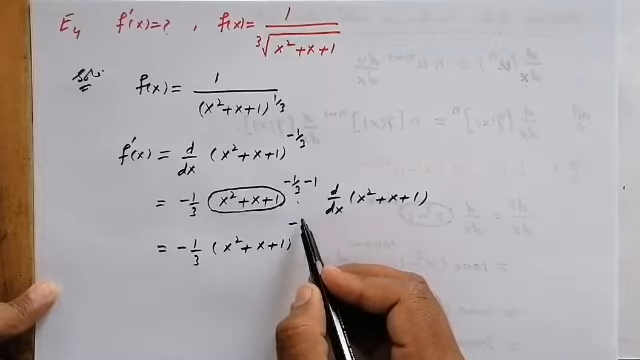 E₄ f'(x)=? , f(x)= 1/∛(x²+x+1)
Sol:
f(x)= 1/(x²+x+1)^(1/3)
f'(x)= d/dx (x²+x+1)^(-1/3)
= -1/3 (x²+x+1)^(-1/3-1) · d/dx (x²+x+1)
= -1/3 (x²+x+1)^-